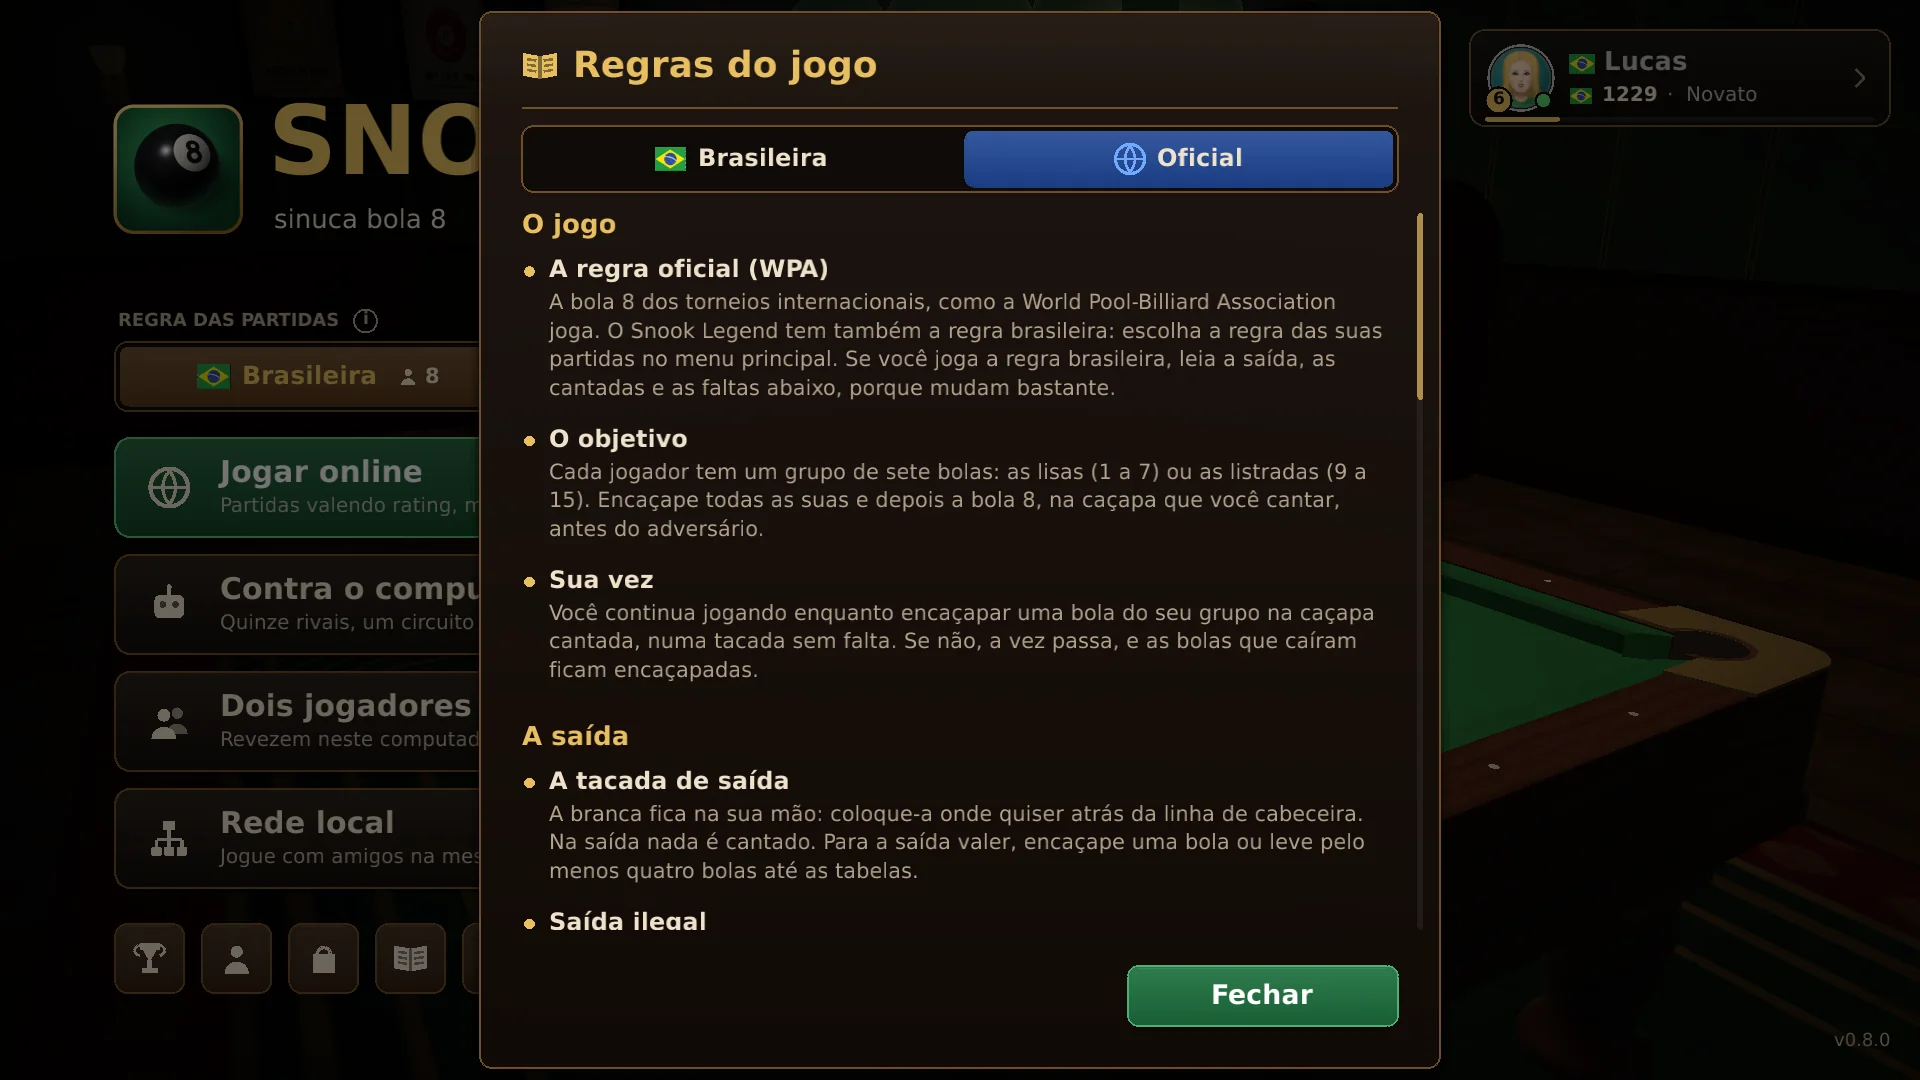 Regras do jogo
Brasileira
Oficial
O jogo
A regra oficial (WPA)
A bola 8 dos torneios internacionais, como a World Pool-Billiard Association
joga. O Snook Legend tem também a regra brasileira: escolha a regra das suas
partidas no menu principal. Se você joga a regra brasileira, leia a saída, as
cantadas e as faltas abaixo, porque mudam bastante.
O objetivo
Cada jogador tem um grupo de sete bolas: as lisas (1 a 7) ou as listradas (9 a
15). Encaçape todas as suas e depois a bola 8, na caçapa que você cantar,
antes do adversário.
Sua vez
Você continua jogando enquanto encaçapar uma bola do seu grupo na caçapa
cantada, numa tacada sem falta. Se não, a vez passa, e as bolas que caíram
ficam encaçapadas.
A saída
A tacada de saída
A branca fica na sua mão: coloque-a onde quiser atrás da linha de cabeceira.
Na saída nada é cantado. Para a saída valer, encaçape uma bola ou leve pelo
menos quatro bolas até as tabelas.
Saída ilegal
Fechar
8
SNO
sinuca bola 8
REGRA DAS PARTIDAS
Brasileira 8
Jogar online
Partidas valendo rating, m
Contra o compu
Quinze rivais, um circuito
Dois jogadores
Revezem neste computad
Rede local
Jogue com amigos na mes
6
Lucas
1229 · Novato
v0.8.0